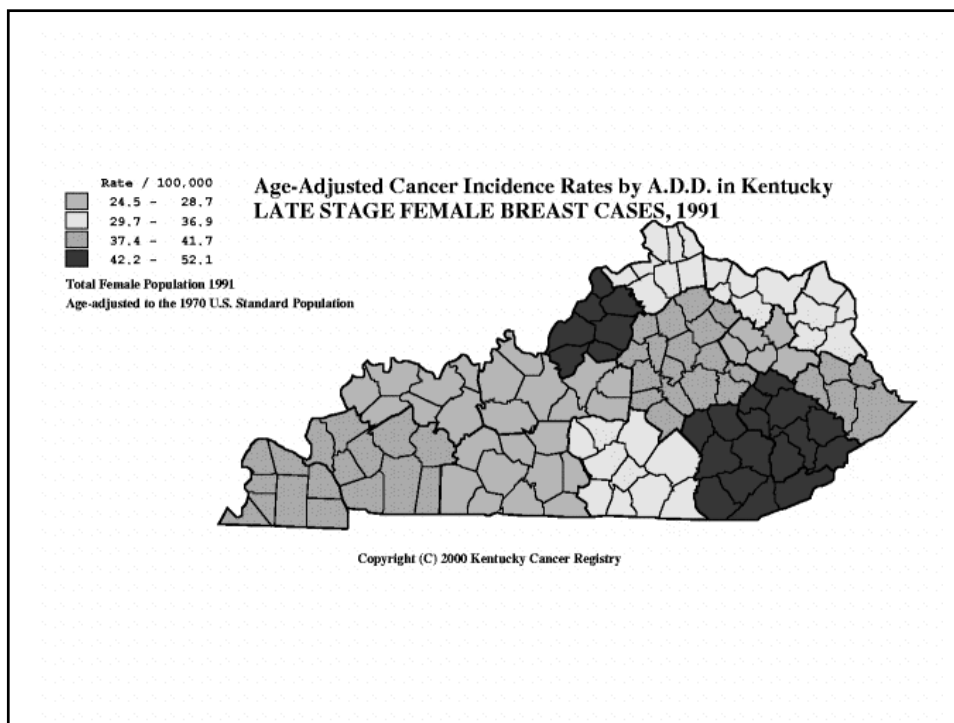 Rate / 100,000
24.5 - 28.7
29.7 - 36.9
37.4 - 41.7
42.2 - 52.1
Age-Adjusted Cancer Incidence Rates by A.D.D. in Kentucky
LATE STAGE FEMALE BREAST CASES, 1991
Total Female Population 1991
Age-adjusted to the 1970 U.S. Standard Population
Copyright (C) 2000 Kentucky Cancer Registry